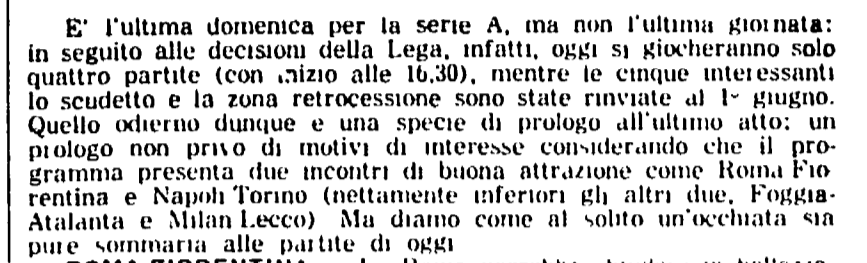 E' l'ultima domenica per la serie A, ma non l'ultima giornata:
in seguito alle decisioni della Lega, infatti, oggi si giocheranno solo
quattro partite (con inizio alle 16,30), mentre le cinque interessanti
lo scudetto e la zona retrocessione sono state rinviate al 1º giugno.
Quello odierno dunque e una specie di prologo all'ultimo atto: un
prologo non privo di motivi di interesse considerando che il pro-
gramma presenta due incontri di buona attrazione come Roma Fio
rentina e Napoli Torino (nettamente inferiori gli altri due, Foggia-
Atalanta e Milan Lecco) Ma diamo come al solito un'occhiata sia
pure sommaria alle partite di oggi
ROMA-FIORENTINA